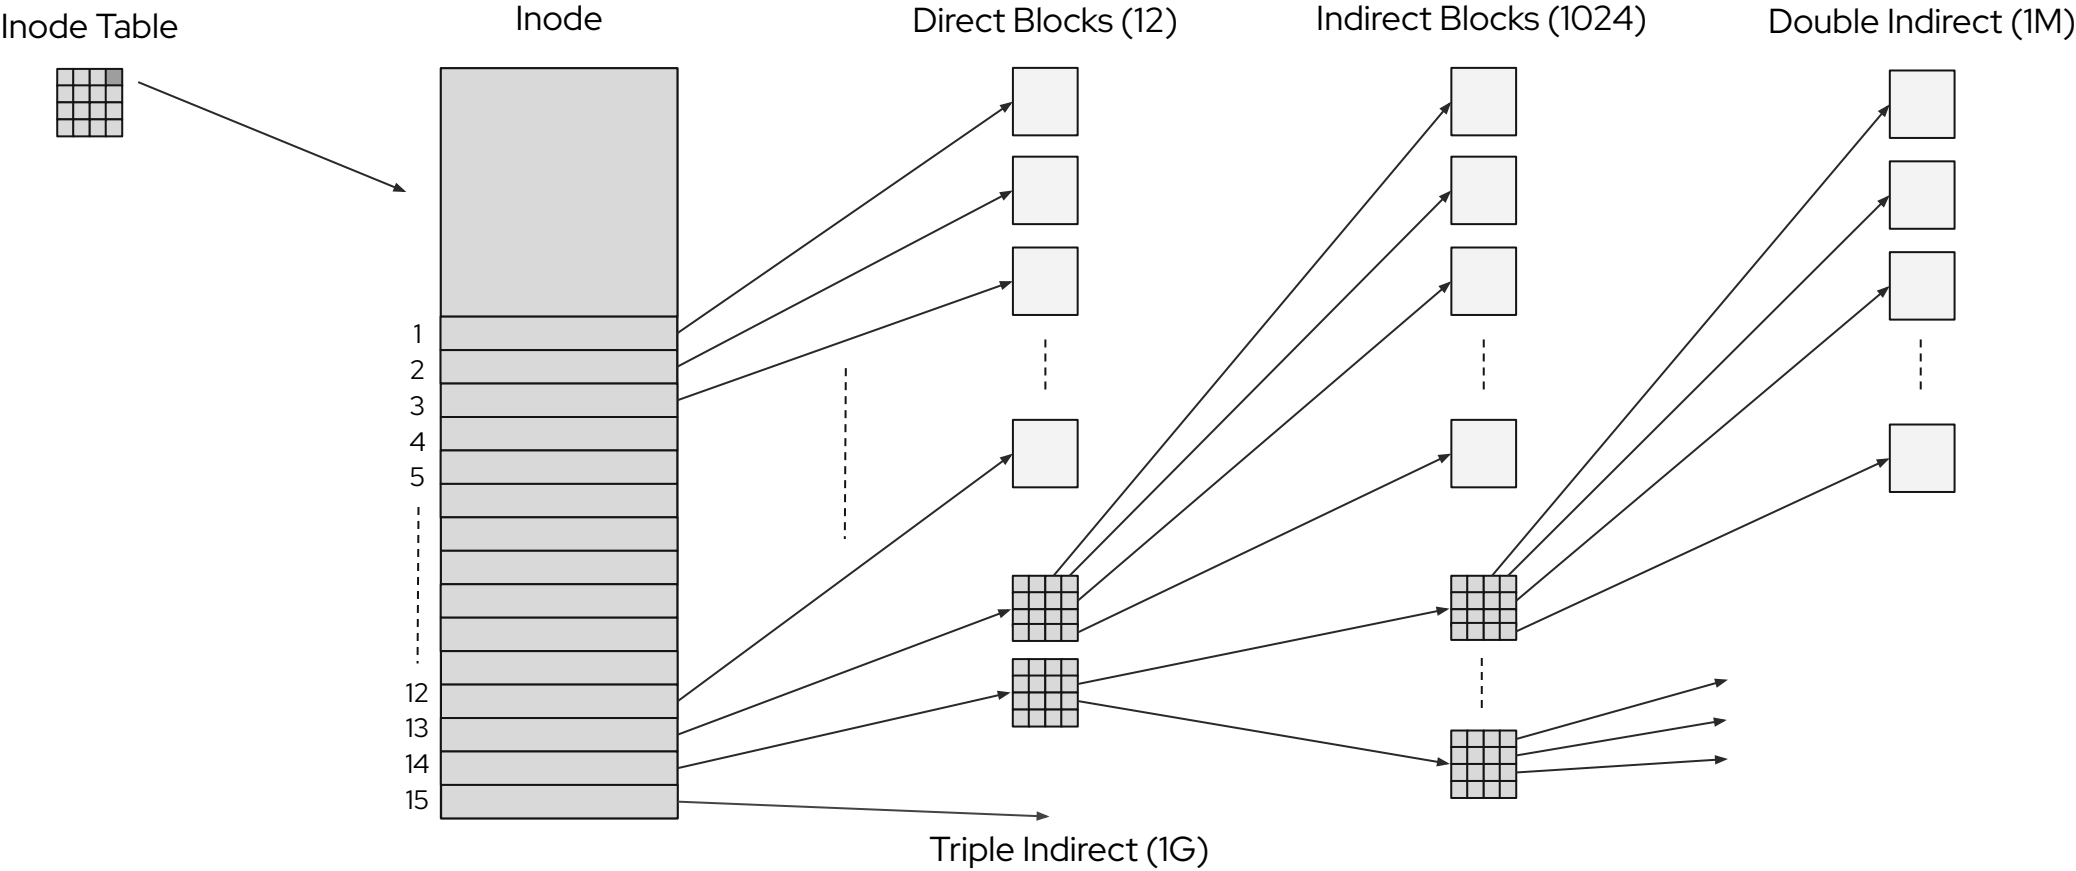 Inode Table
Inode
Direct Blocks (12)
Indirect Blocks (1024)
Double Indirect (1M)
1
2
3
4
5
12
13
14
15
Triple Indirect (1G)